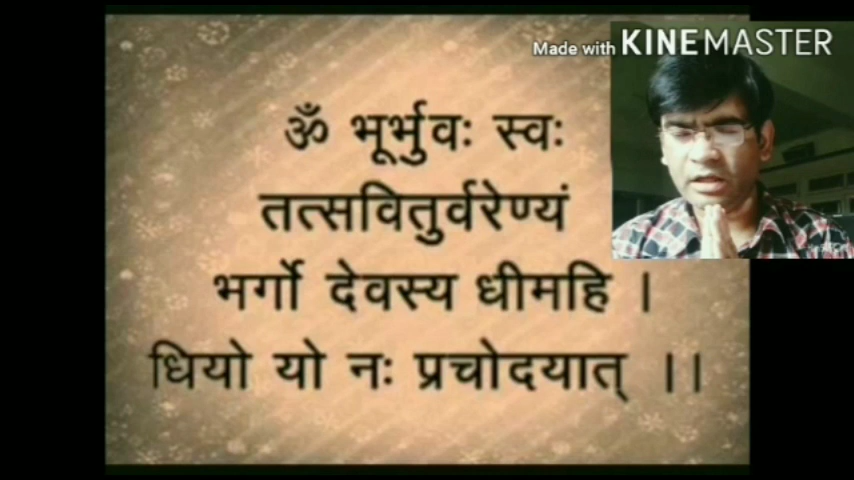 Made with KINEMASTER
ॐ भूर्भुवः स्वः
तत्सवितुर्वरेण्यं
भर्गो देवस्य धीमहि ।
धियो यो नः प्रचोदयात् ।।